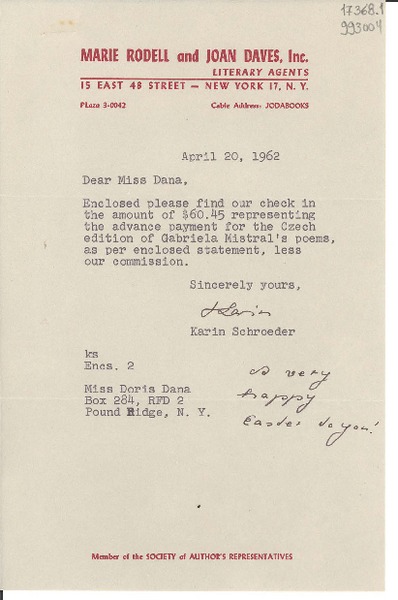 17368.1
993004
MARIE RODELL and JOAN DAVES, Inc.
LITERARY AGENTS
15 EAST 48 STREET — NEW YORK 17, N. Y.
PLaza 3-0042 Cable Address: JODABOOKS
April 20, 1962
Dear Miss Dana,
Enclosed please find our check in
the amount of $60.45 representing
the advance payment for the Czech
edition of Gabriela Mistral's poems,
as per enclosed statement, less
our commission.
Sincerely yours,
Karin
Karin Schroeder
ks
Encs. 2
Miss Doris Dana
Box 284, RFD 2
Pound Ridge, N. Y.
A very
happy
Easter to you!
Member of the SOCIETY of AUTHOR'S REPRESENTATIVES